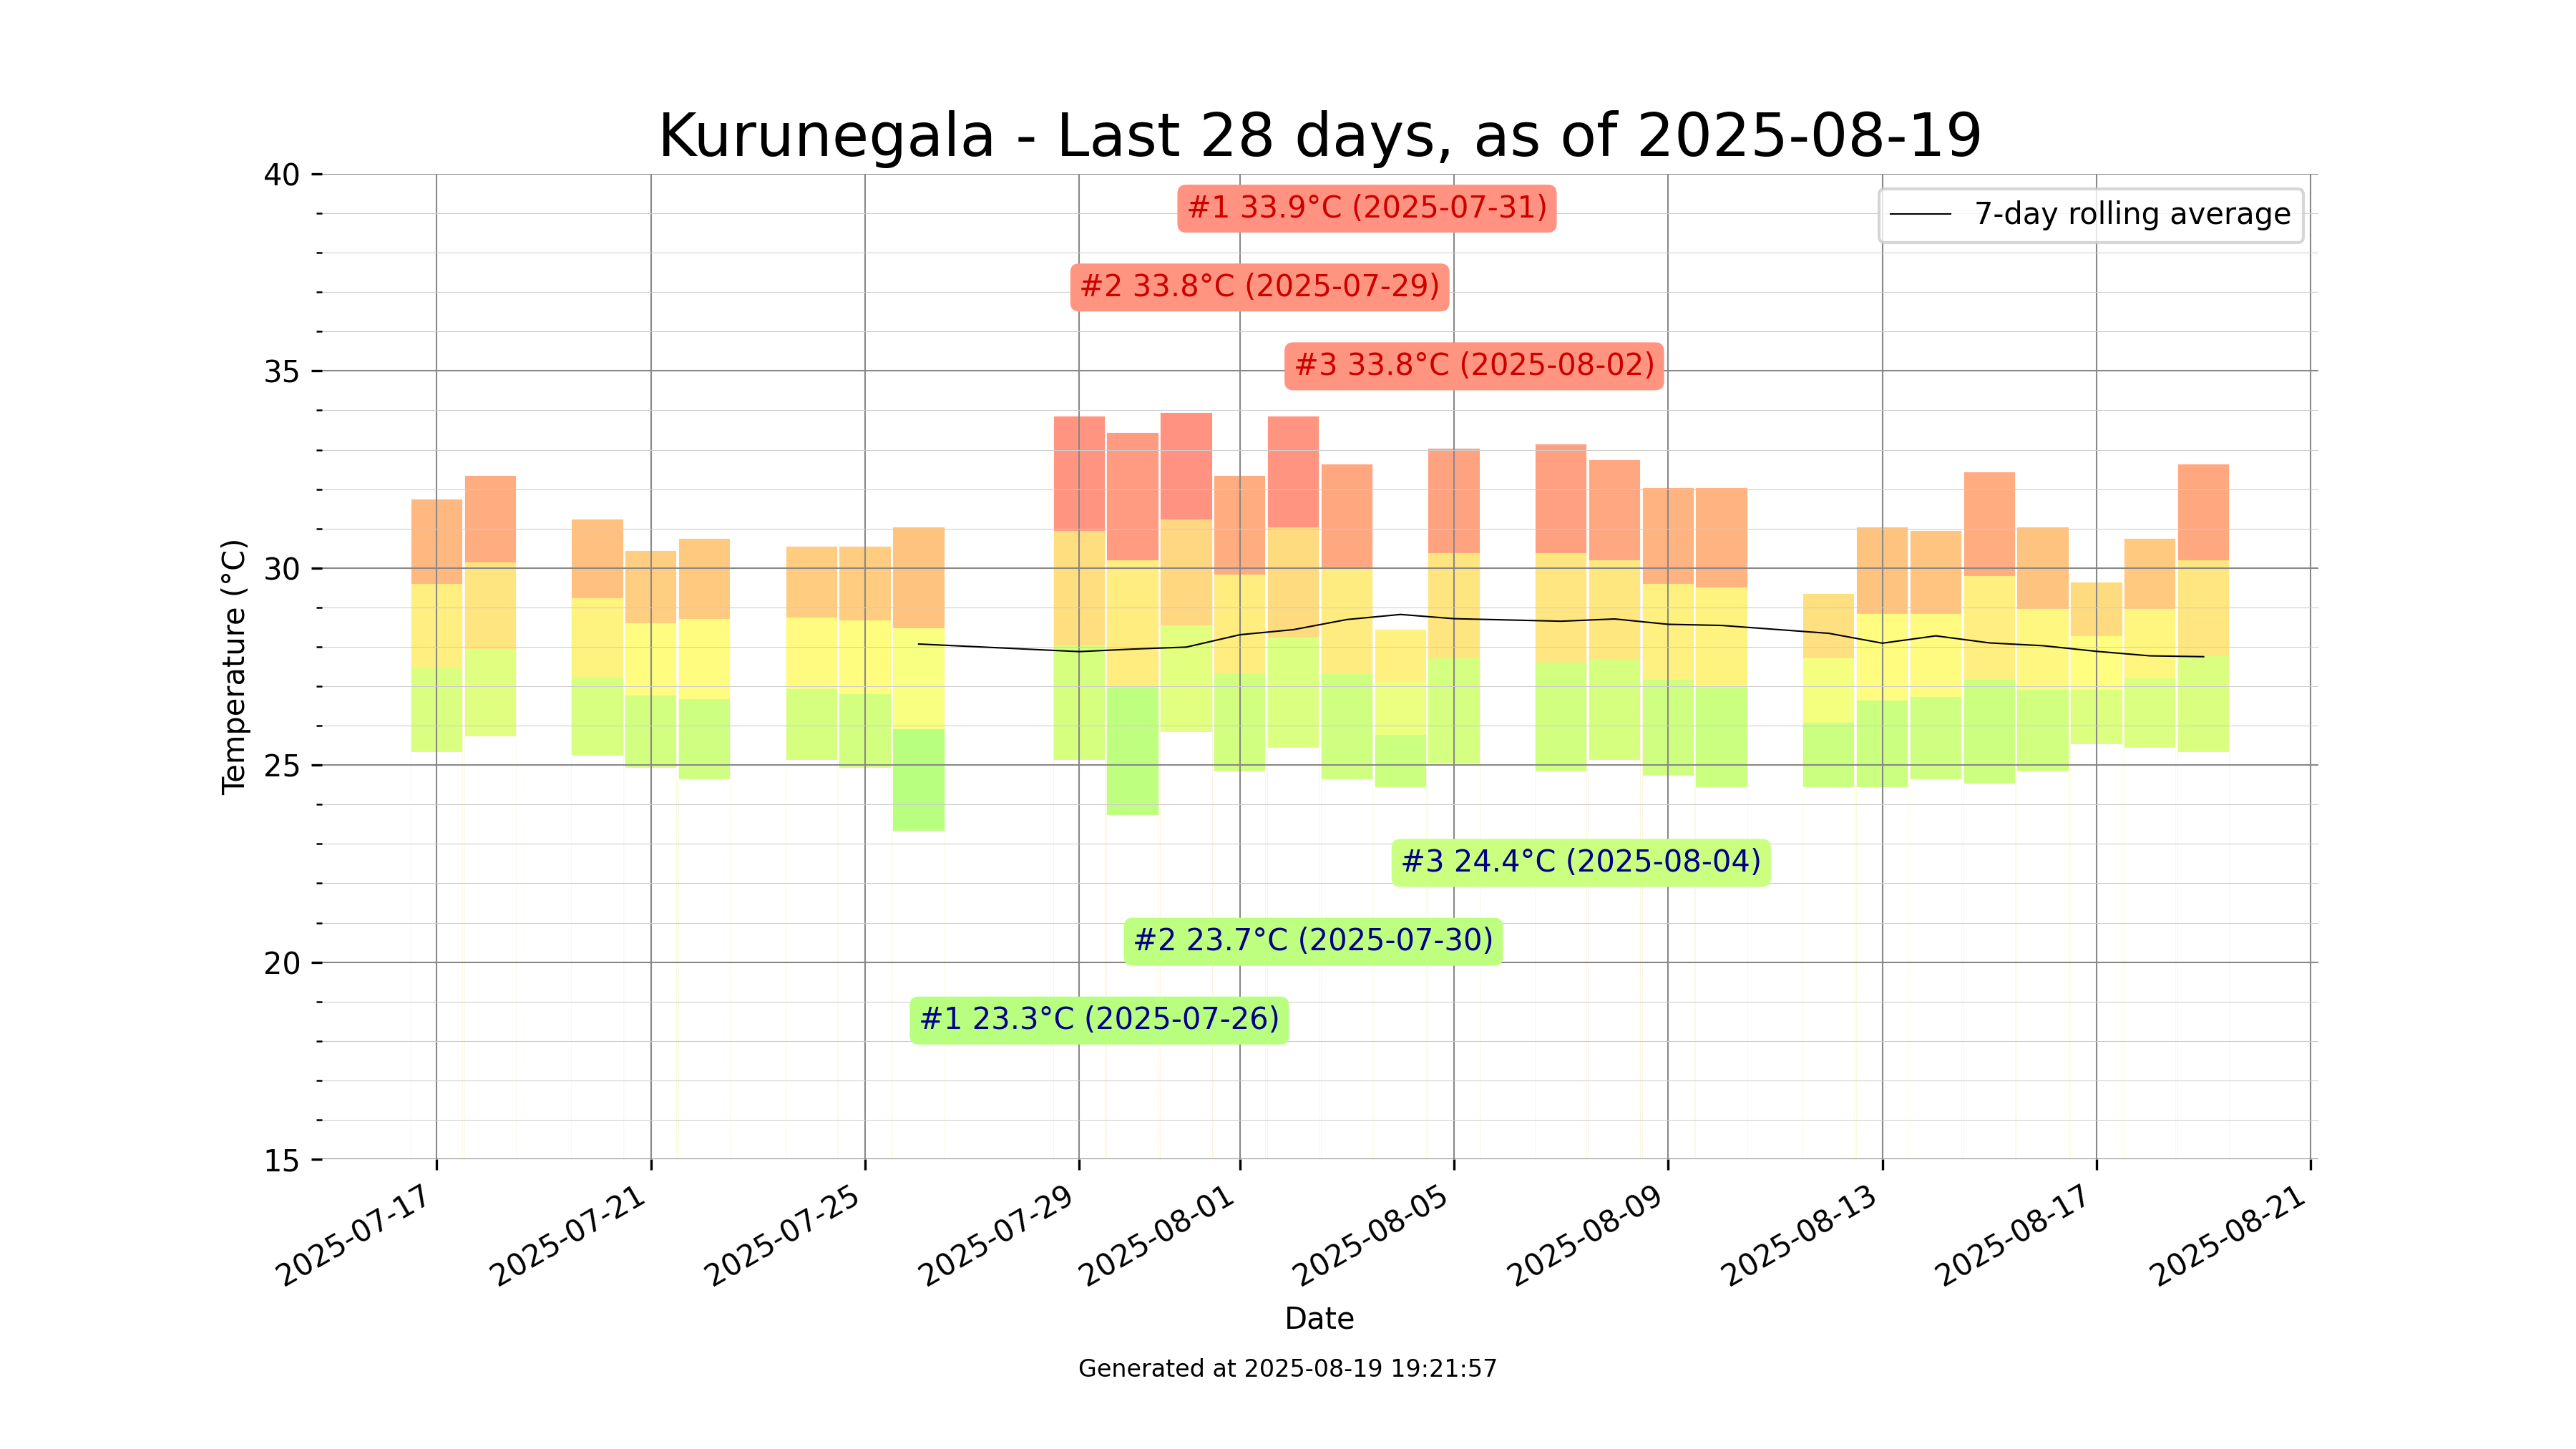 Kurunegala - Last 28 days, as of 2025-08-19
40
35
30
25
20
15
Temperature (°C)
7-day rolling average
#1 33.9°C (2025-07-31)
#2 33.8°C (2025-07-29)
#3 33.8°C (2025-08-02)
#3 24.4°C (2025-08-04)
#2 23.7°C (2025-07-30)
#1 23.3°C (2025-07-26)
2025-07-17
2025-07-21
2025-07-25
2025-07-29
2025-08-01
2025-08-05
2025-08-09
2025-08-13
2025-08-17
2025-08-21
Date
Generated at 2025-08-19 19:21:57